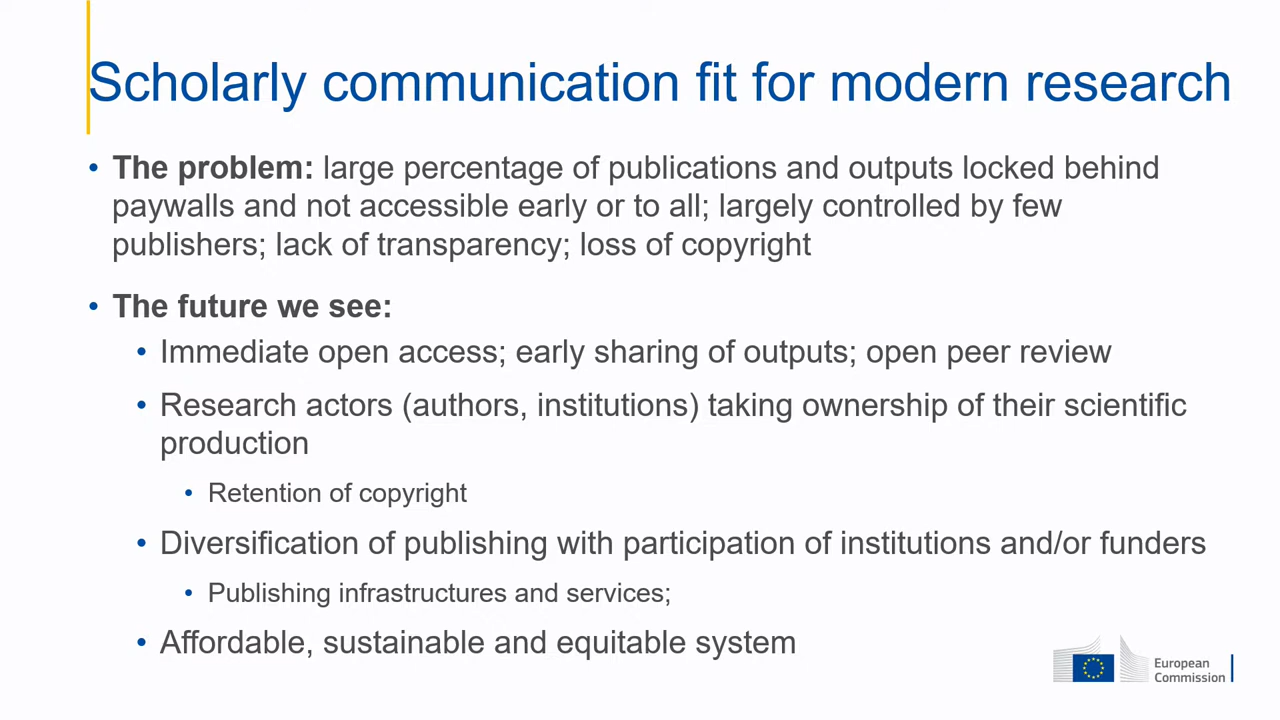 Scholarly communication fit for modern research
• The problem: large percentage of publications and outputs locked behind
paywalls and not accessible early or to all; largely controlled by few
publishers; lack of transparency; loss of copyright
• The future we see:
• Immediate open access; early sharing of outputs; open peer review
• Research actors (authors, institutions) taking ownership of their scientific
production
• Retention of copyright
• Diversification of publishing with participation of institutions and/or funders
• Publishing infrastructures and services;
• Affordable, sustainable and equitable system
European
Commission